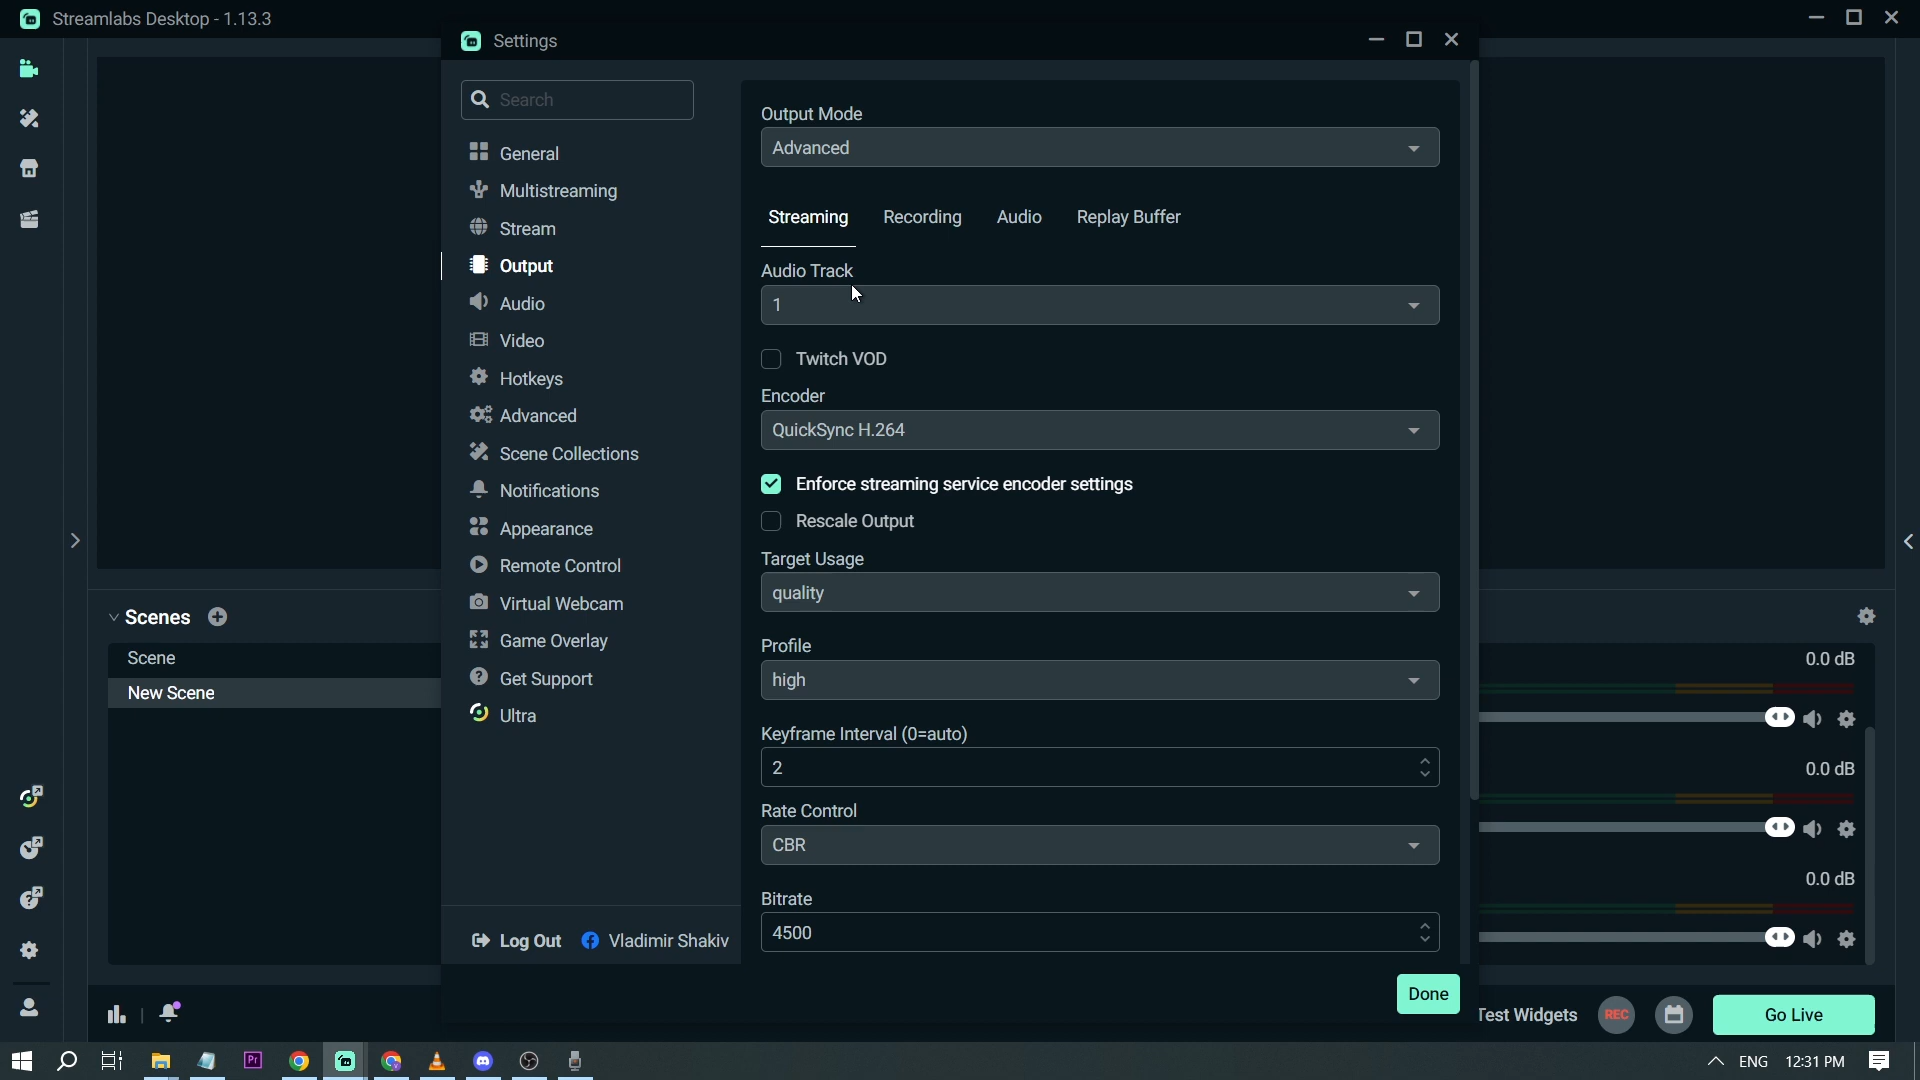 Streamlabs Desktop - 1.13.3
Settings
Search
General
Multistreaming
Stream
Output
Audio
Video
Hotkeys
Advanced
Scene Collections
Notifications
Appearance
Remote Control
Virtual Webcam
Game Overlay
Get Support
Ultra
Log Out Vladimir Shakiv
Output Mode
Advanced
Streaming Recording Audio Replay Buffer
Audio Track
1
Twitch VOD
Encoder
QuickSync H.264
Enforce streaming service encoder settings
Rescale Output
Target Usage
quality
Profile
high
Keyframe Interval (0=auto)
2
Rate Control
CBR
Bitrate
4500
Done
Scenes
Scene
New Scene
0.0 dB
0.0 dB
0.0 dB
Test Widgets REC Go Live
Pr
ENG 12:31 PM